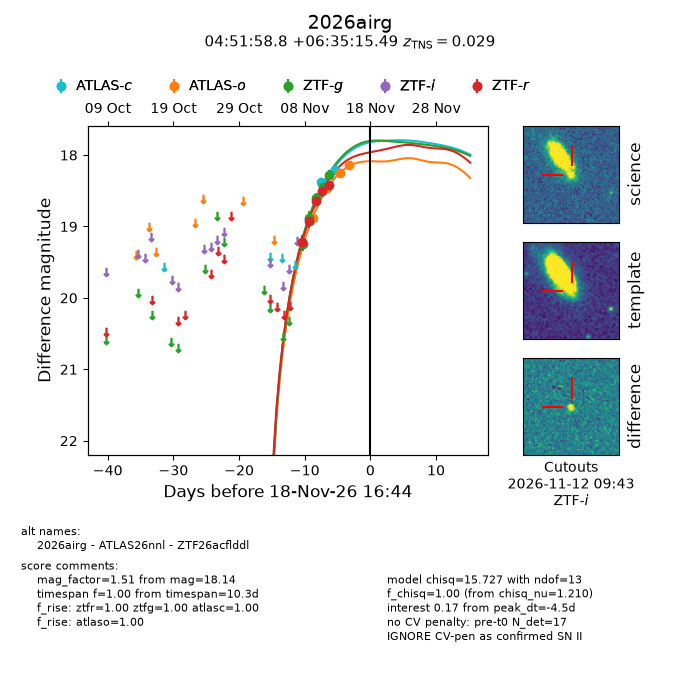 2026airg
04:51:58.8 +06:35:15.49 zTNS = 0.029
ATLAS-c ATLAS-o ZTF-g ZTF-i ZTF-r
09 Oct 19 Oct 29 Oct 08 Nov 18 Nov 28 Nov
18
19
20
21
22
Difference magnitude
−40 −30 −20 −10 0 10
Days before 18-Nov-26 16:44
science
template
difference
Cutouts
2026-11-12 09:43
ZTF-i
alt names:
2026airg - ATLAS26nnl - ZTF26acflddl
score comments:
mag_factor=1.51 from mag=18.14
timespan f=1.00 from timespan=10.3d
f_rise: ztfr=1.00 ztfg=1.00 atlasc=1.00
f_rise: atlaso=1.00
model chisq=15.727 with ndof=13
f_chisq=1.00 (from chisq_nu=1.210)
interest 0.17 from peak_dt=-4.5d
no CV penalty: pre-t0 N_det=17
IGNORE CV-pen as confirmed SN II